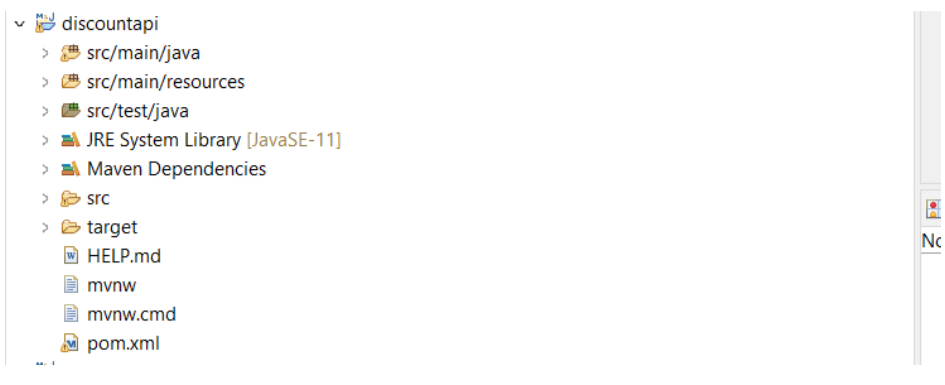 discountapi
src/main/java
src/main/resources
src/test/java
JRE System Library [JavaSE-11]
Maven Dependencies
src
target
HELP.md
mvnw
mvnw.cmd
pom.xml